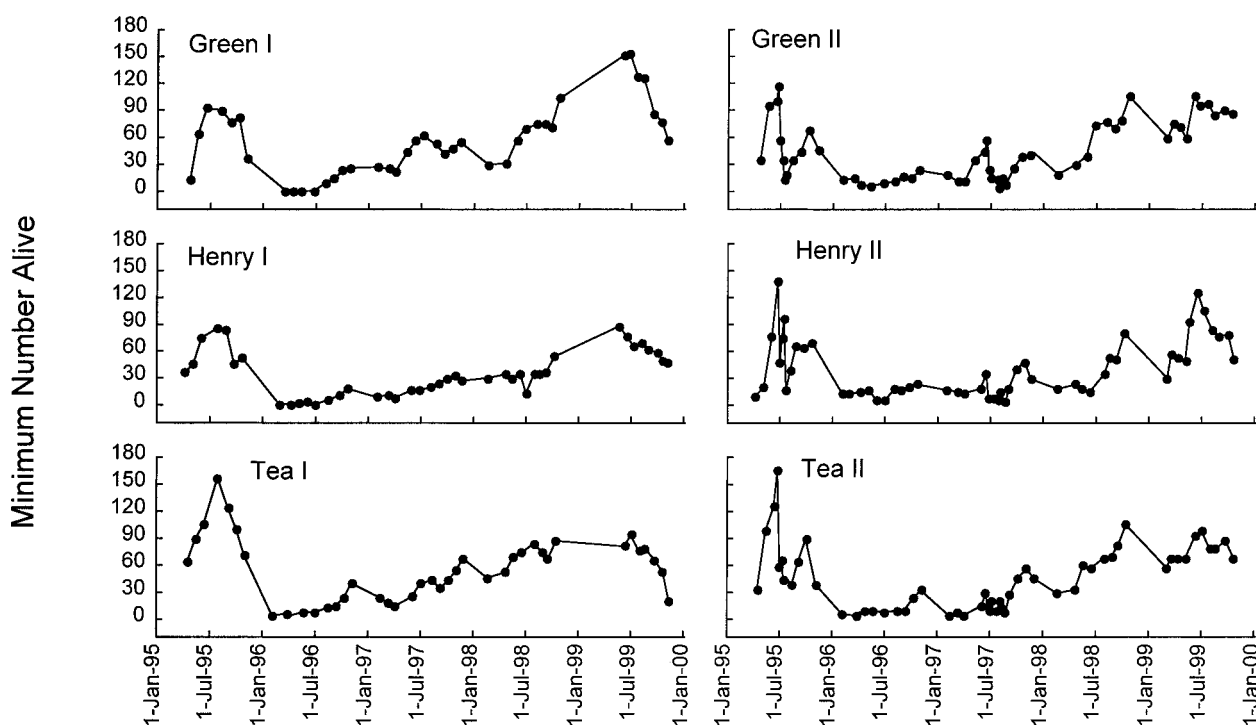 Minimum Number Alive
Green I
180
150
120
90
60
30
0
Green II
Henry I
180
150
120
90
60
30
0
Henry II
Tea I
180
150
120
90
60
30
0
Tea II
1-Jan-95
1-Jul-95
1-Jan-96
1-Jul-96
1-Jan-97
1-Jul-97
1-Jan-98
1-Jul-98
1-Jan-99
1-Jul-99
1-Jan-00
1-Jan-95
1-Jul-95
1-Jan-96
1-Jul-96
1-Jan-97
1-Jul-97
1-Jan-98
1-Jul-98
1-Jan-99
1-Jul-99
1-Jan-00